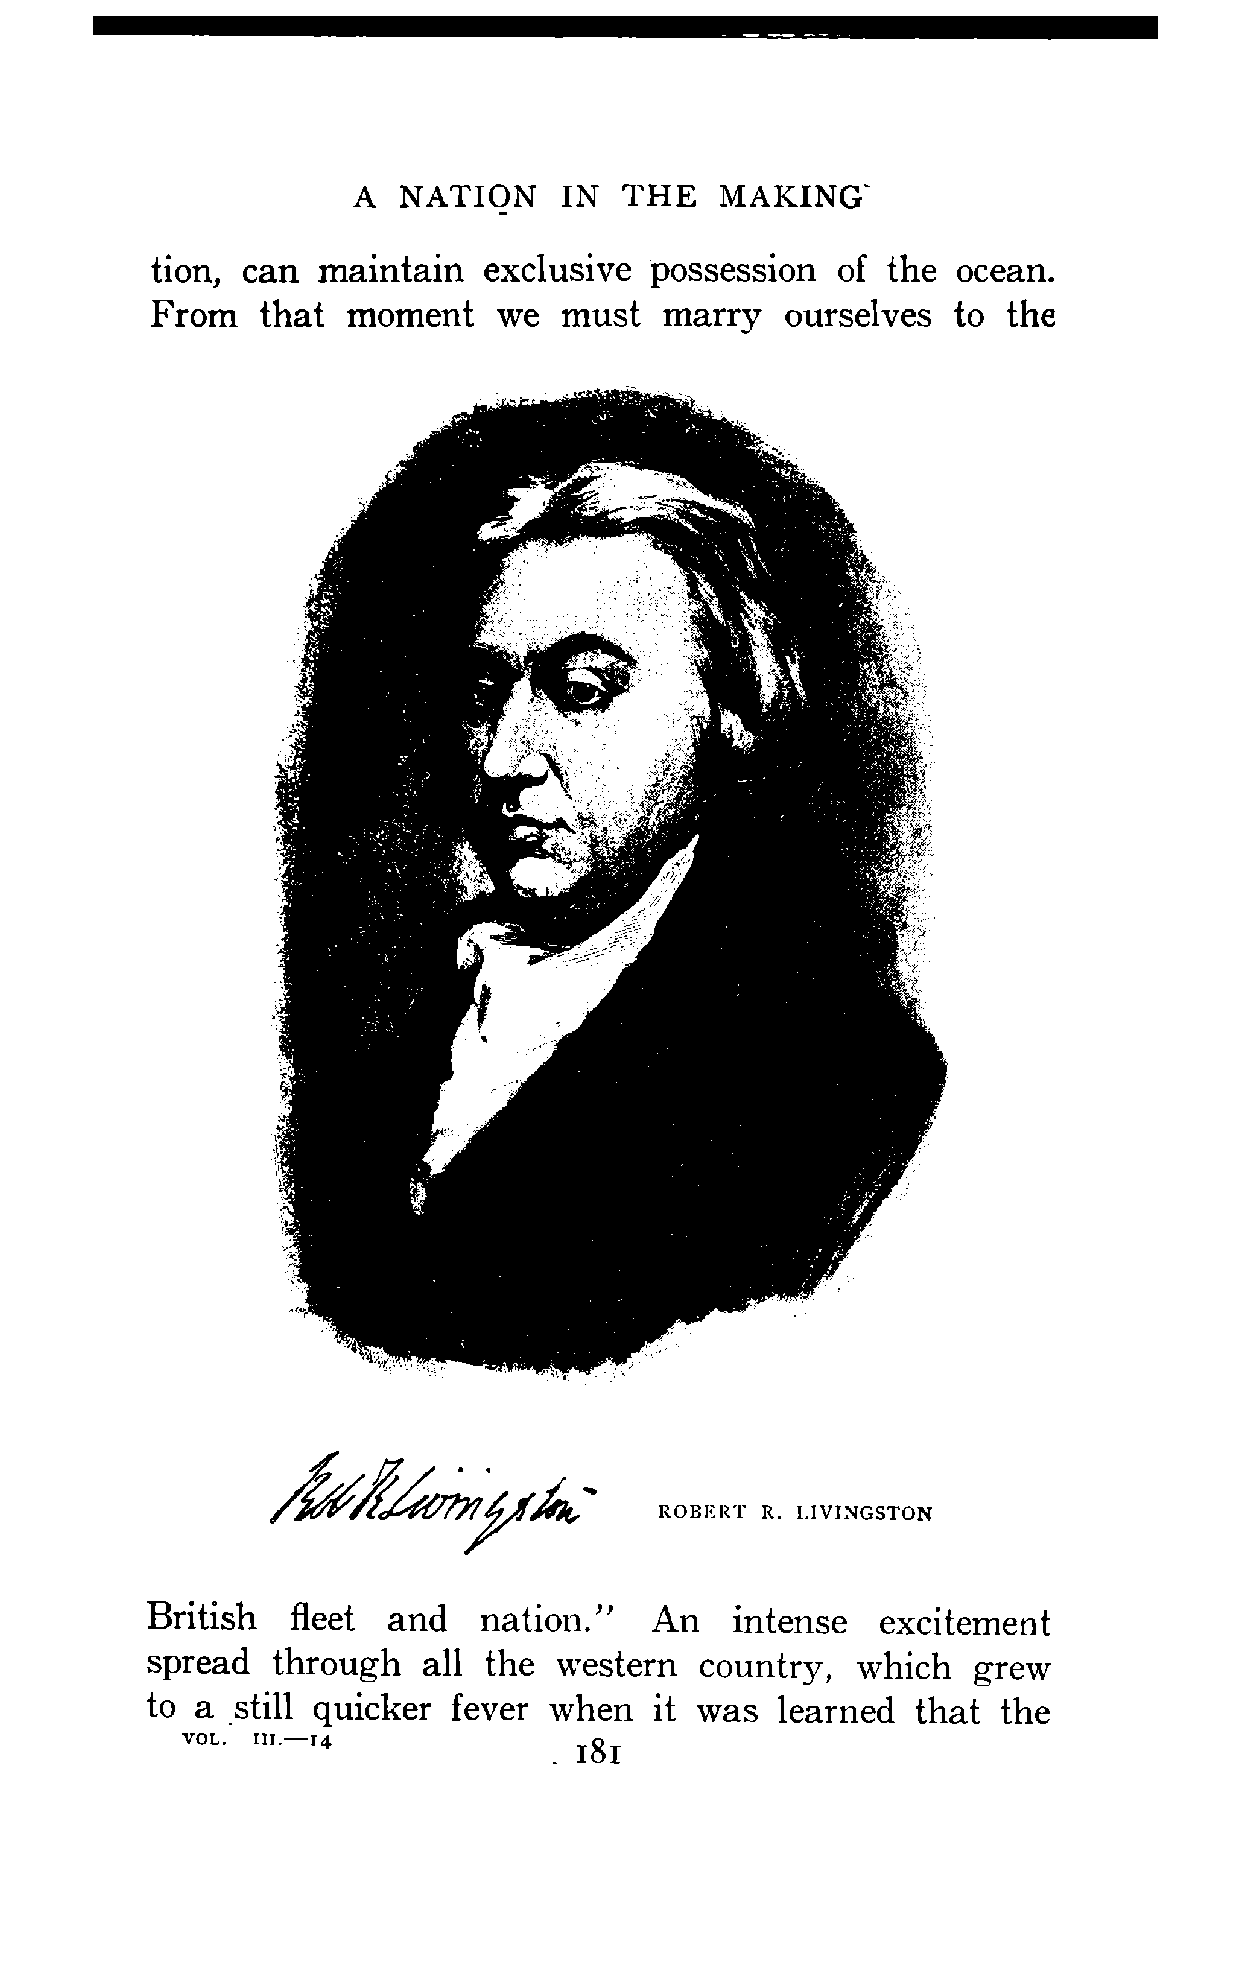 A NATION IN THE MAKING
tion, can maintain exclusive possession of the ocean.
From that moment we must marry ourselves to the
Rob R Livingston
ROBERT R. LIVINGSTON
British fleet and nation.” An intense excitement
spread through all the western country, which grew
to a still quicker fever when it was learned that the
VOL. III.—14
181